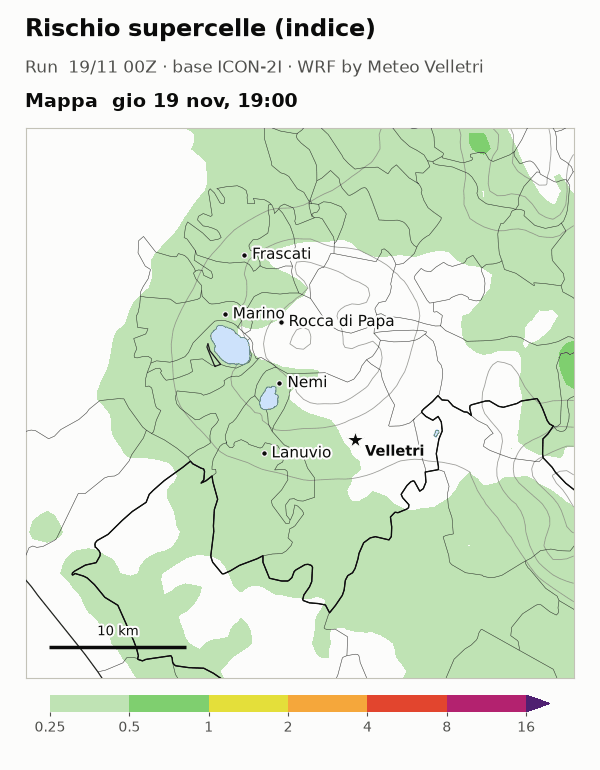 Rischio supercelle (indice)
Run  19/11 00Z · base ICON-2I · WRF by Meteo Velletri
Mappa  gio 19 nov, 19:00
Frascati
Marino
Rocca di Papa
Nemi
Velletri
Lanuvio
10 km
0.25 0.5 1 2 4 8 16